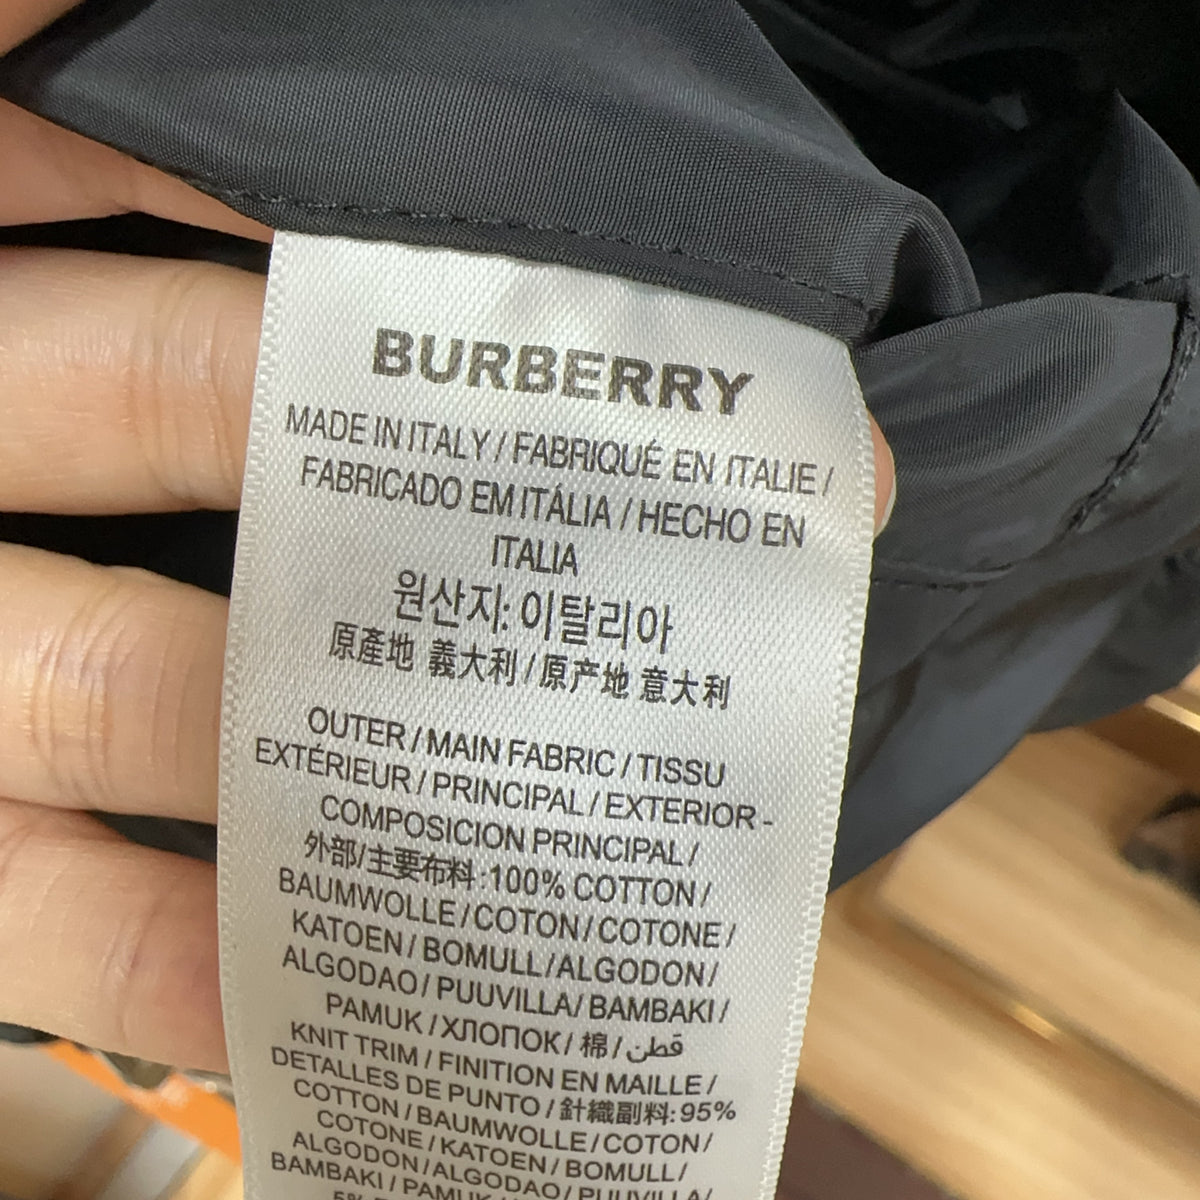 BURBERRY
MADE IN ITALY / FABRIQUÉ EN ITALIE /
FABRICADO EM ITÁLIA / HECHO EN
ITALIA
원산지: 이탈리아
原產地 義大利 / 原产地 意大利
OUTER / MAIN FABRIC / TISSU
EXTÉRIEUR / PRINCIPAL / EXTERIOR -
COMPOSICION PRINCIPAL /
外部/主要布料:100% COTTON /
BAUMWOLLE / COTON / COTONE /
KATOEN / BOMULL / ALGODON /
ALGODAO / PUUVILLA / BAMBAKI /
PAMUK / ХЛОПОК / 棉 / قطن
KNIT TRIM / FINITION EN MAILLE /
DETALLES DE PUNTO / 針織副料: 95%
COTTON / BAUMWOLLE / COTON /
COTONE / KATOEN / BOMULL /
ALGODON / ALGODAO / PUUVILLA /
BAMBAKI / PAMUK /
5%